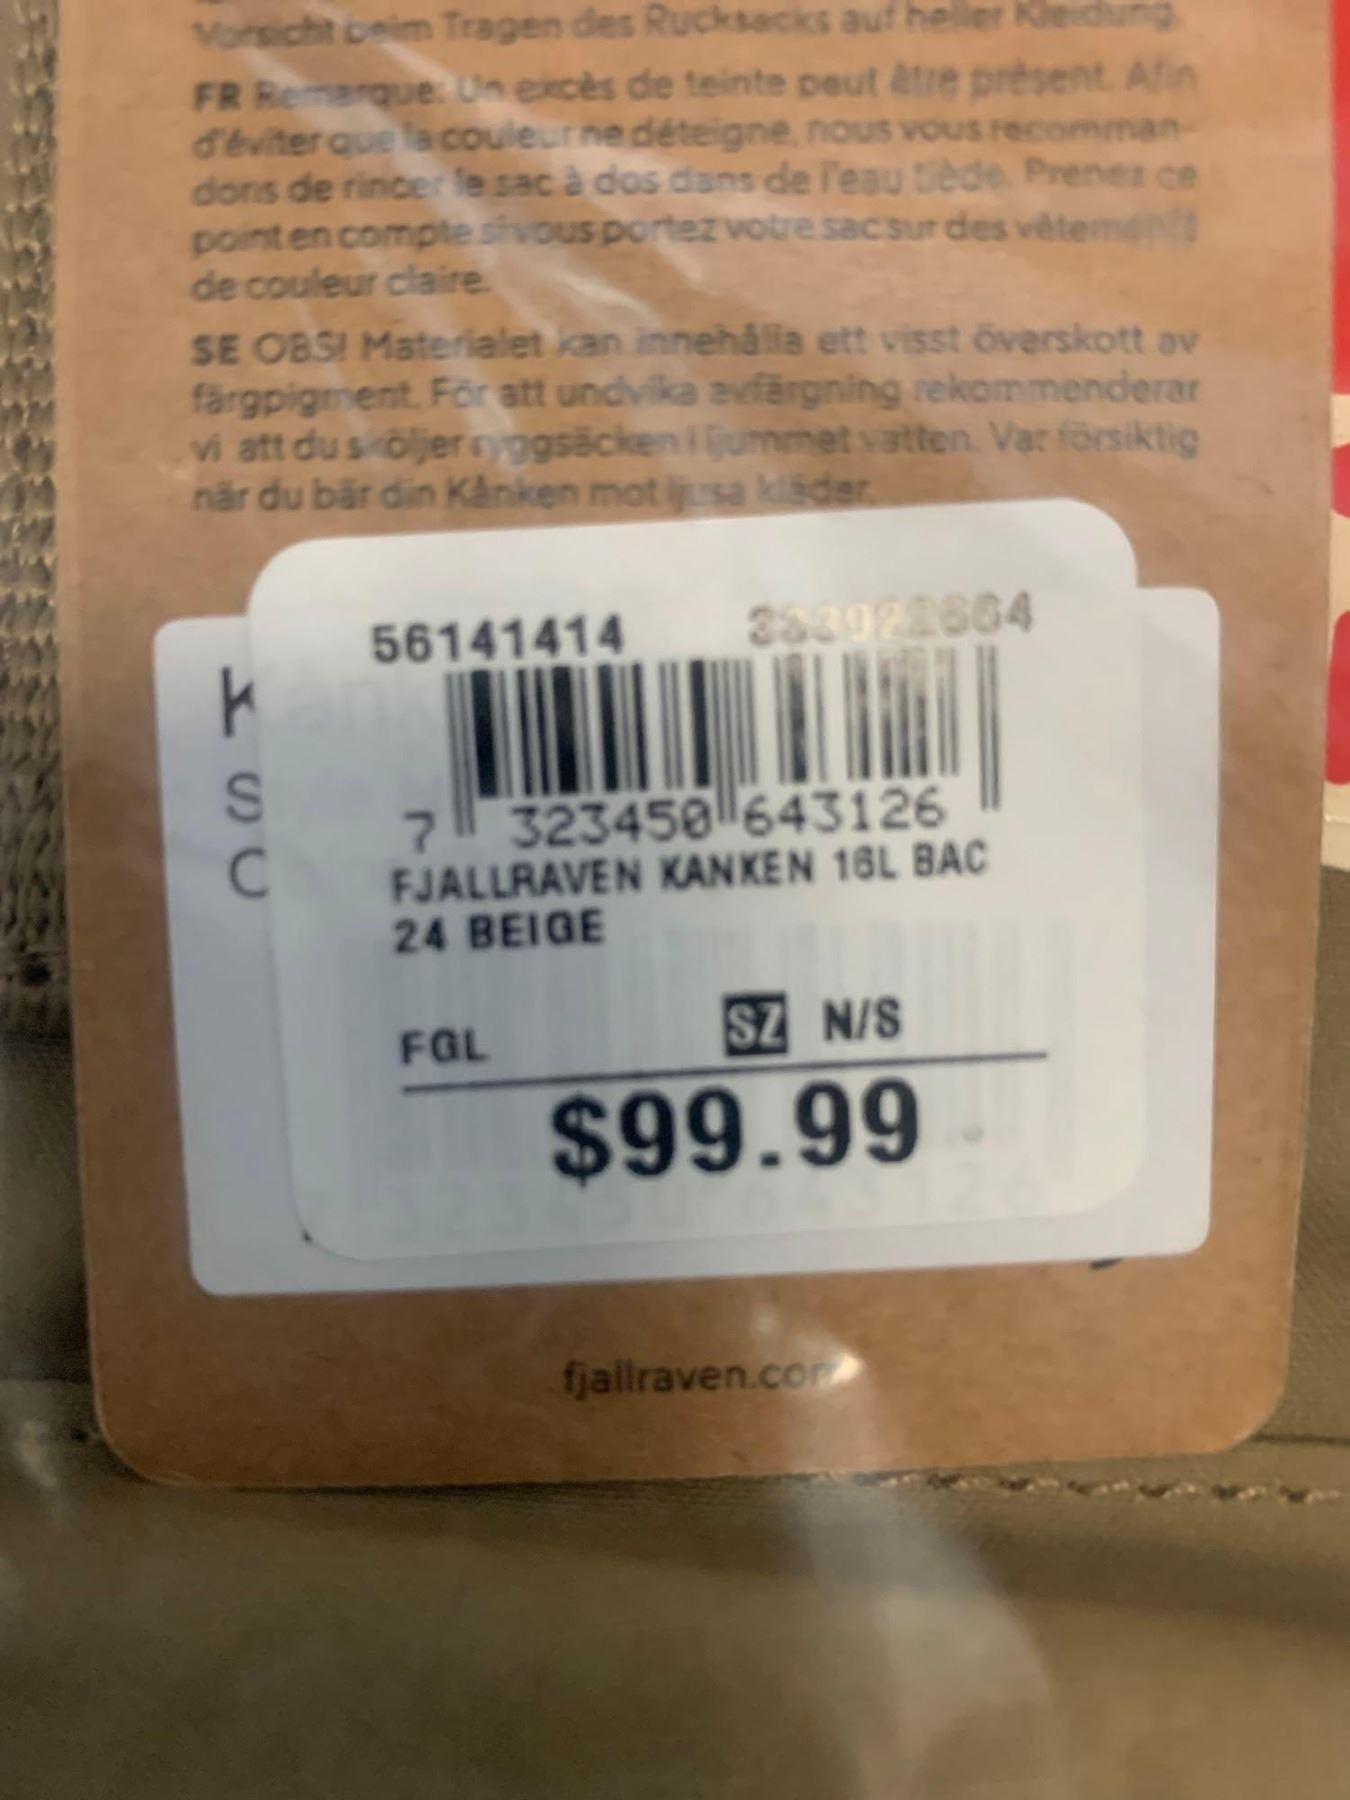 Vorsicht beim Tragen des Rucksacks auf heller Kleidung.
FR Remarque: Un excès de teinte peut être présent. Afin
d'éviter que la couleur ne déteigne, nous vous recomman-
dons de rincer le sac à dos dans de l'eau tiède. Prenez ce
point en compte si vous portez votre sac sur des vêtements
de couleur claire.
SE OBS! Materialet kan innehålla ett visst överskott av
färgpigment. För att undvika avfärgning rekommenderar
vi att du sköljer ryggsäcken i ljummet vatten. Var försiktig
när du bär din Kånken mot ljusa kläder.
56141414 333922664
7 323450 643126
FJALLRAVEN KANKEN 16L BAC
24 BEIGE
FGL SZ N/S
$99.99
fjallraven.com